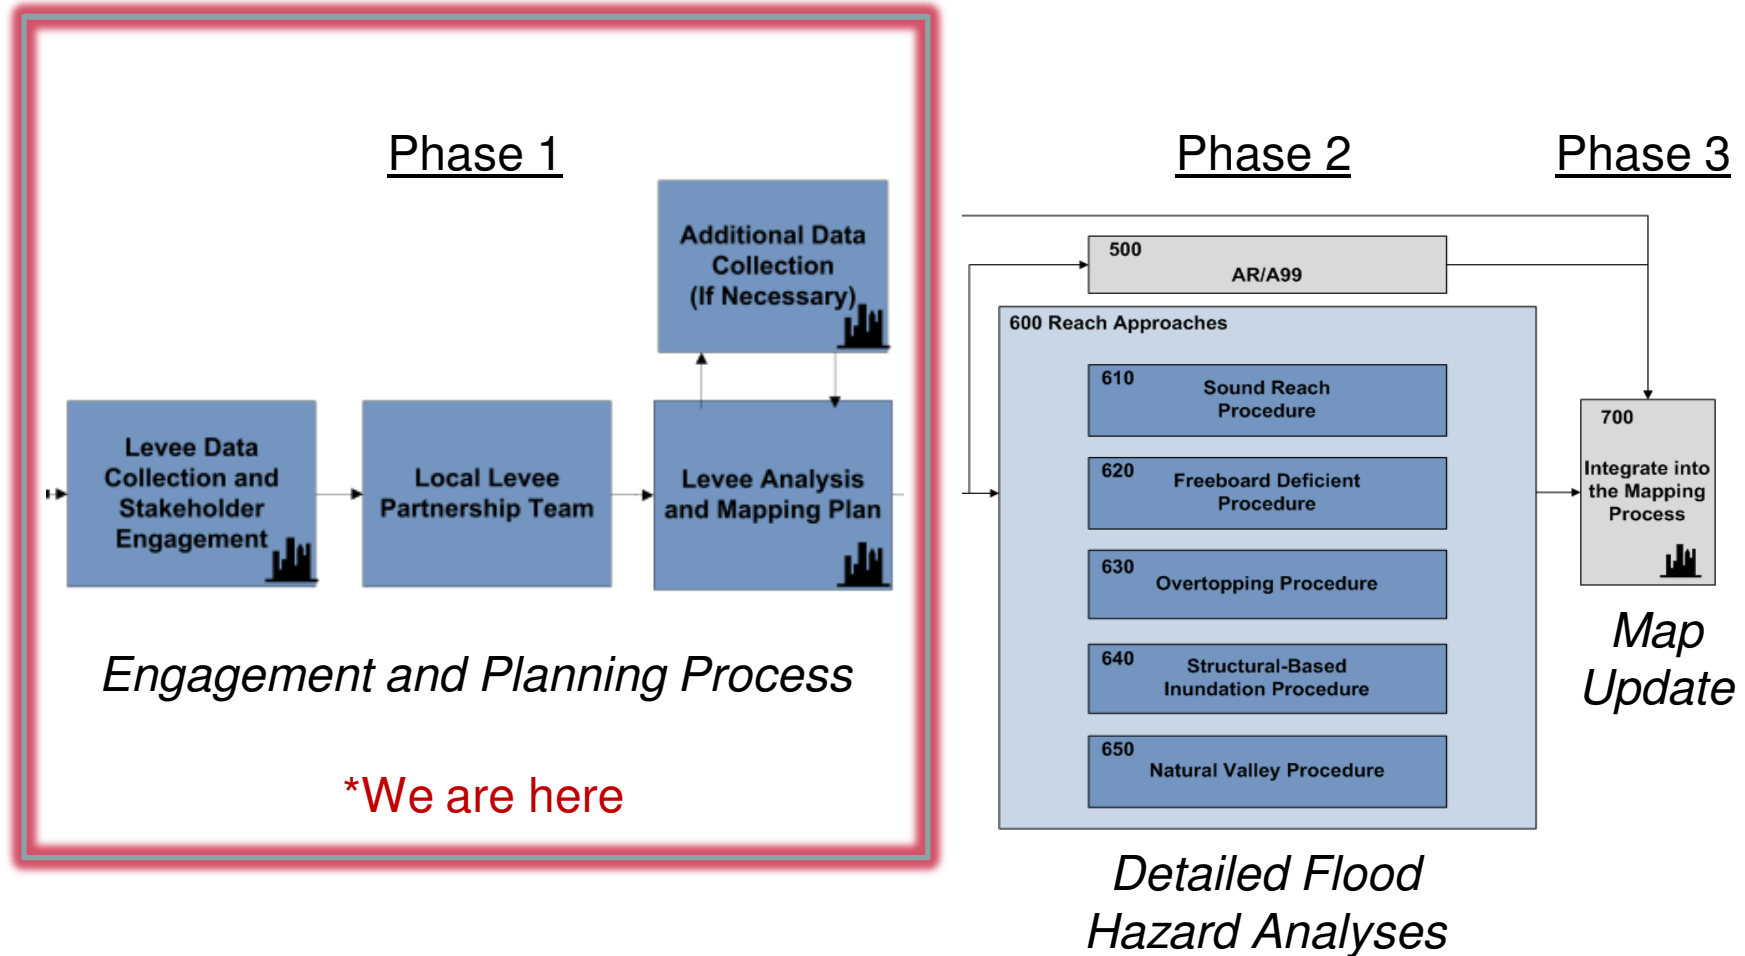 Phase 1
Additional Data
Collection
(If Necessary)
Levee Data
Collection and
Stakeholder
Engagement
Local Levee
Partnership Team
Levee Analysis
and Mapping Plan
Engagement and Planning Process
*We are here
Phase 2
500
AR/A99
600 Reach Approaches
610
Sound Reach
Procedure
620
Freeboard Deficient
Procedure
630
Overtopping Procedure
640
Structural-Based
Inundation Procedure
650
Natural Valley Procedure
Detailed Flood
Hazard Analyses
Phase 3
700
Integrate into
the Mapping
Process
Map
Update